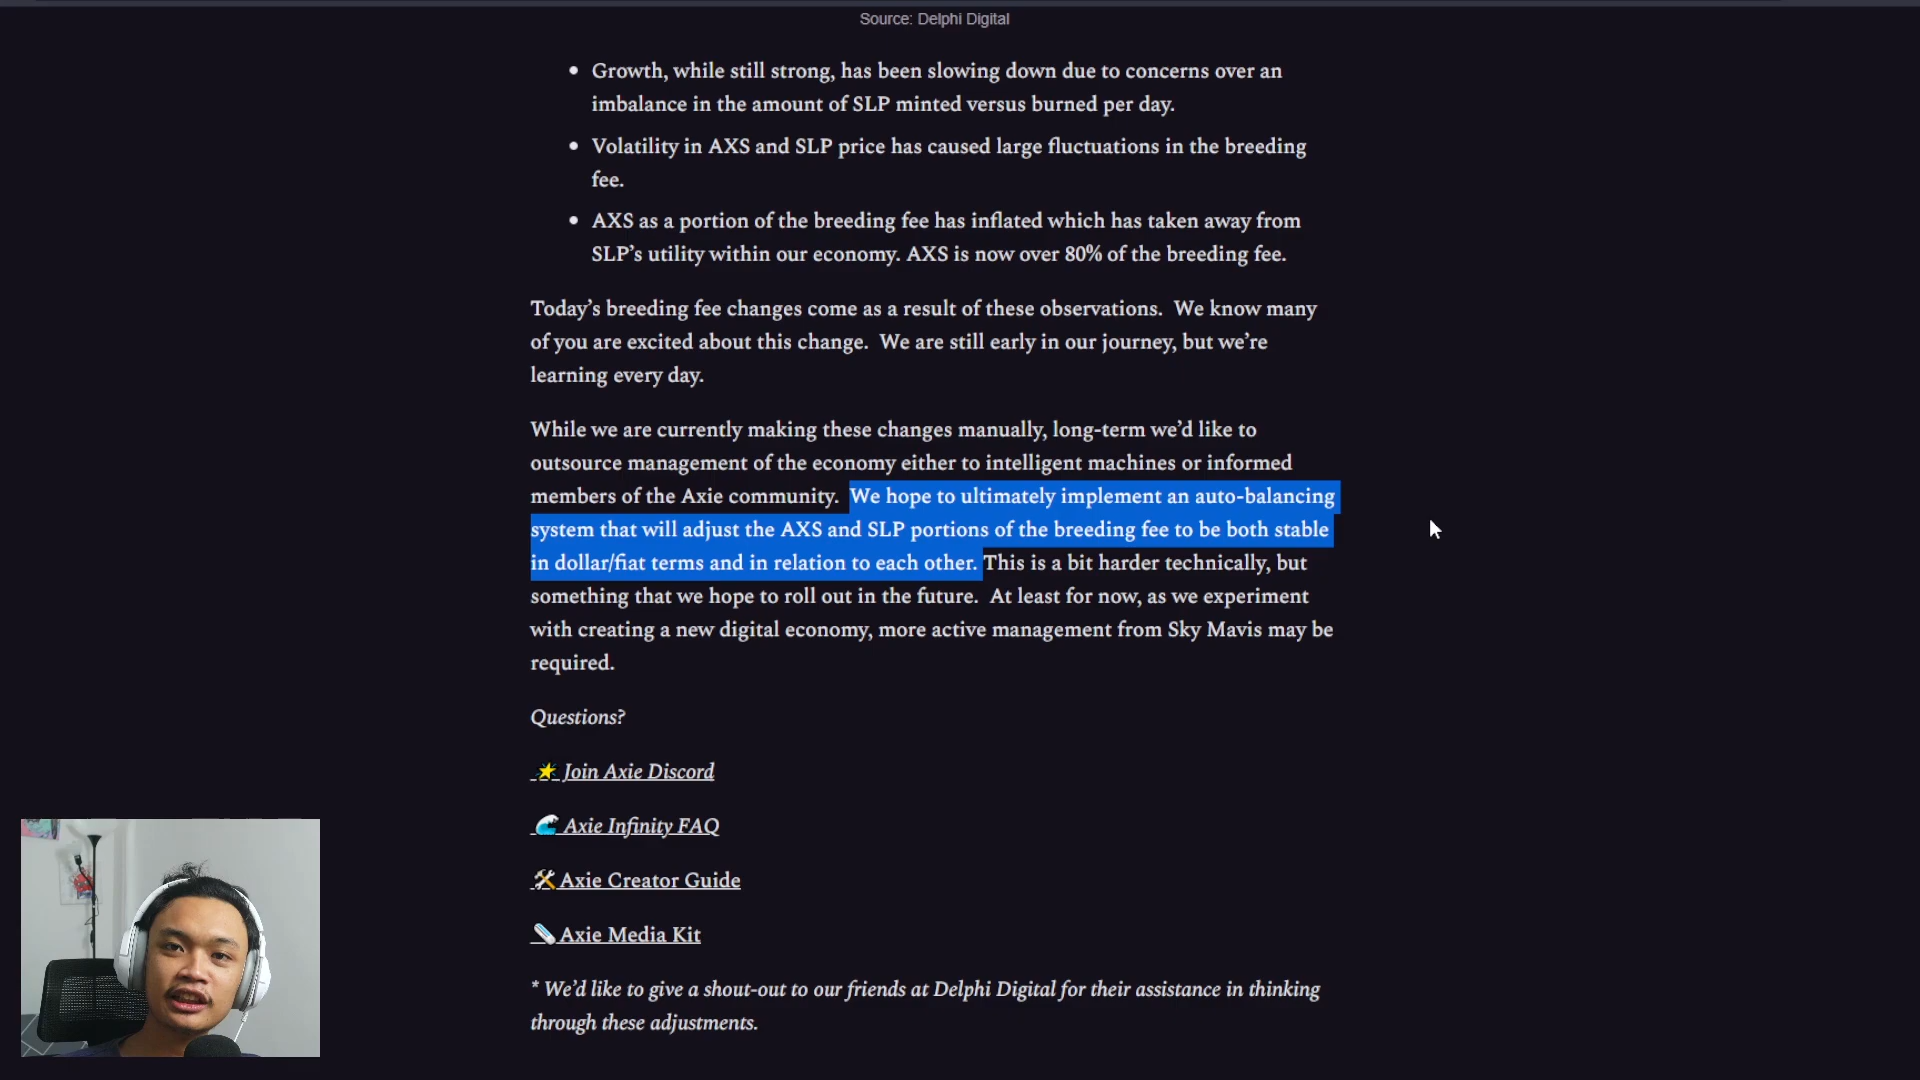 Source: Delphi Digital
• Growth, while still strong, has been slowing down due to concerns over an
imbalance in the amount of SLP minted versus burned per day.
• Volatility in AXS and SLP price has caused large fluctuations in the breeding
fee.
• AXS as a portion of the breeding fee has inflated which has taken away from
SLP’s utility within our economy. AXS is now over 80% of the breeding fee.
Today’s breeding fee changes come as a result of these observations.  We know many
of you are excited about this change.  We are still early in our journey, but we’re
learning every day.
While we are currently making these changes manually, long-term we’d like to
outsource management of the economy either to intelligent machines or informed
members of the Axie community.  We hope to ultimately implement an auto-balancing
system that will adjust the AXS and SLP portions of the breeding fee to be both stable
in dollar/fiat terms and in relation to each other. This is a bit harder technically, but
something that we hope to roll out in the future.  At least for now, as we experiment
with creating a new digital economy, more active management from Sky Mavis may be
required.
Questions?
Join Axie Discord
Axie Infinity FAQ
Axie Creator Guide
Axie Media Kit
* We’d like to give a shout-out to our friends at Delphi Digital for their assistance in thinking
through these adjustments.